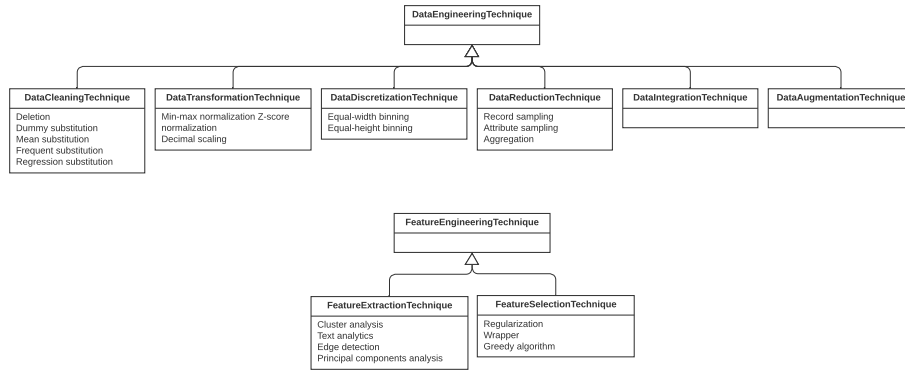 DataEngineeringTechnique
DataCleaningTechnique
Deletion
Dummy substitution
Mean substitution
Frequent substitution
Regression substitution
DataTransformationTechnique
Min-max normalization Z-score
normalization
Decimal scaling
DataDiscretizationTechnique
Equal-width binning
Equal-height binning
DataReductionTechnique
Record sampling
Attribute sampling
Aggregation
DataIntegrationTechnique
DataAugmentationTechnique
FeatureEngineeringTechnique
FeatureExtractionTechnique
Cluster analysis
Text analytics
Edge detection
Principal components analysis
FeatureSelectionTechnique
Regularization
Wrapper
Greedy algorithm